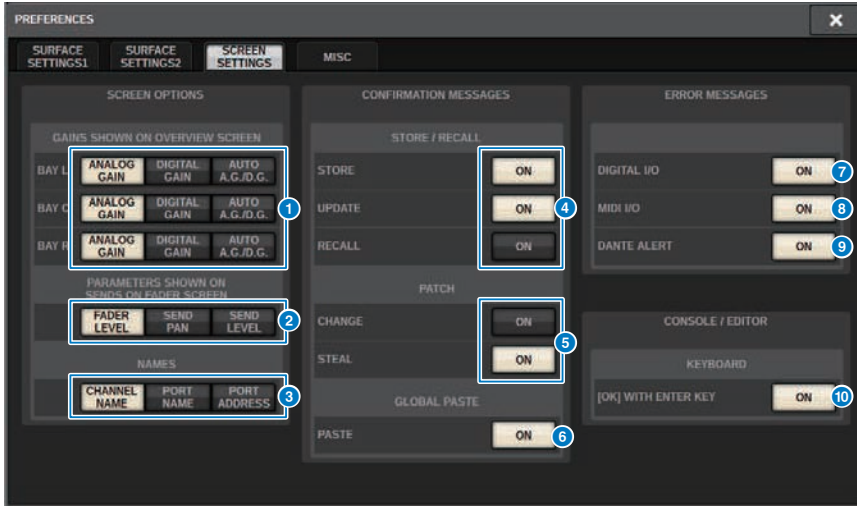 PREFERENCES
SURFACE SETTINGS1
SURFACE SETTINGS2
SCREEN SETTINGS
MISC
SCREEN OPTIONS
GAINS SHOWN ON OVERVIEW SCREEN
BAY L
ANALOG GAIN
DIGITAL GAIN
AUTO A.G./D.G.
BAY C
ANALOG GAIN
DIGITAL GAIN
AUTO A.G./D.G.
1
BAY R
ANALOG GAIN
DIGITAL GAIN
AUTO A.G./D.G.
PARAMETERS SHOWN ON
SENDS ON FADER SCREEN
FADER LEVEL
SEND PAN
SEND LEVEL
2
NAMES
CHANNEL NAME
PORT NAME
PORT ADDRESS
3
CONFIRMATION MESSAGES
STORE / RECALL
STORE
ON
UPDATE
ON
4
RECALL
ON
PATCH
CHANGE
ON
5
STEAL
ON
GLOBAL PASTE
PASTE
ON
6
ERROR MESSAGES
DIGITAL I/O
ON
7
MIDI I/O
ON
8
DANTE ALERT
ON
9
CONSOLE / EDITOR
KEYBOARD
[OK] WITH ENTER KEY
ON
10